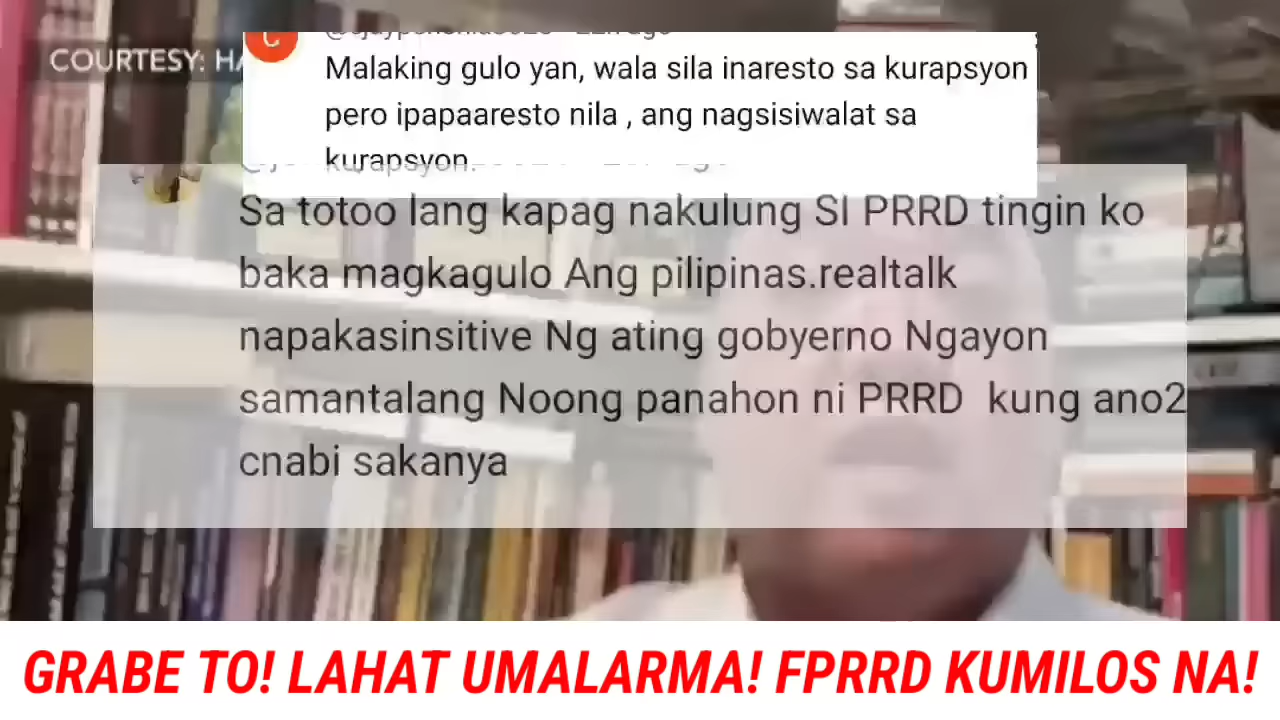 COURTESY:
Malaking gulo yan, wala sila inaresto sa kurapsyon
pero ipapaaresto nila , ang nagsisiwalat sa
kurapsyon.
Sa totoo lang kapag nakulung SI PRRD tingin ko
baka magkagulo Ang pilipinas.realtalk
napakasinsitive Ng ating gobyerno Ngayon
samantalang Noong panahon ni PRRD kung ano2
cnabi sakanya
GRABE TO! LAHAT UMALARMA! FPRRD KUMILOS NA!